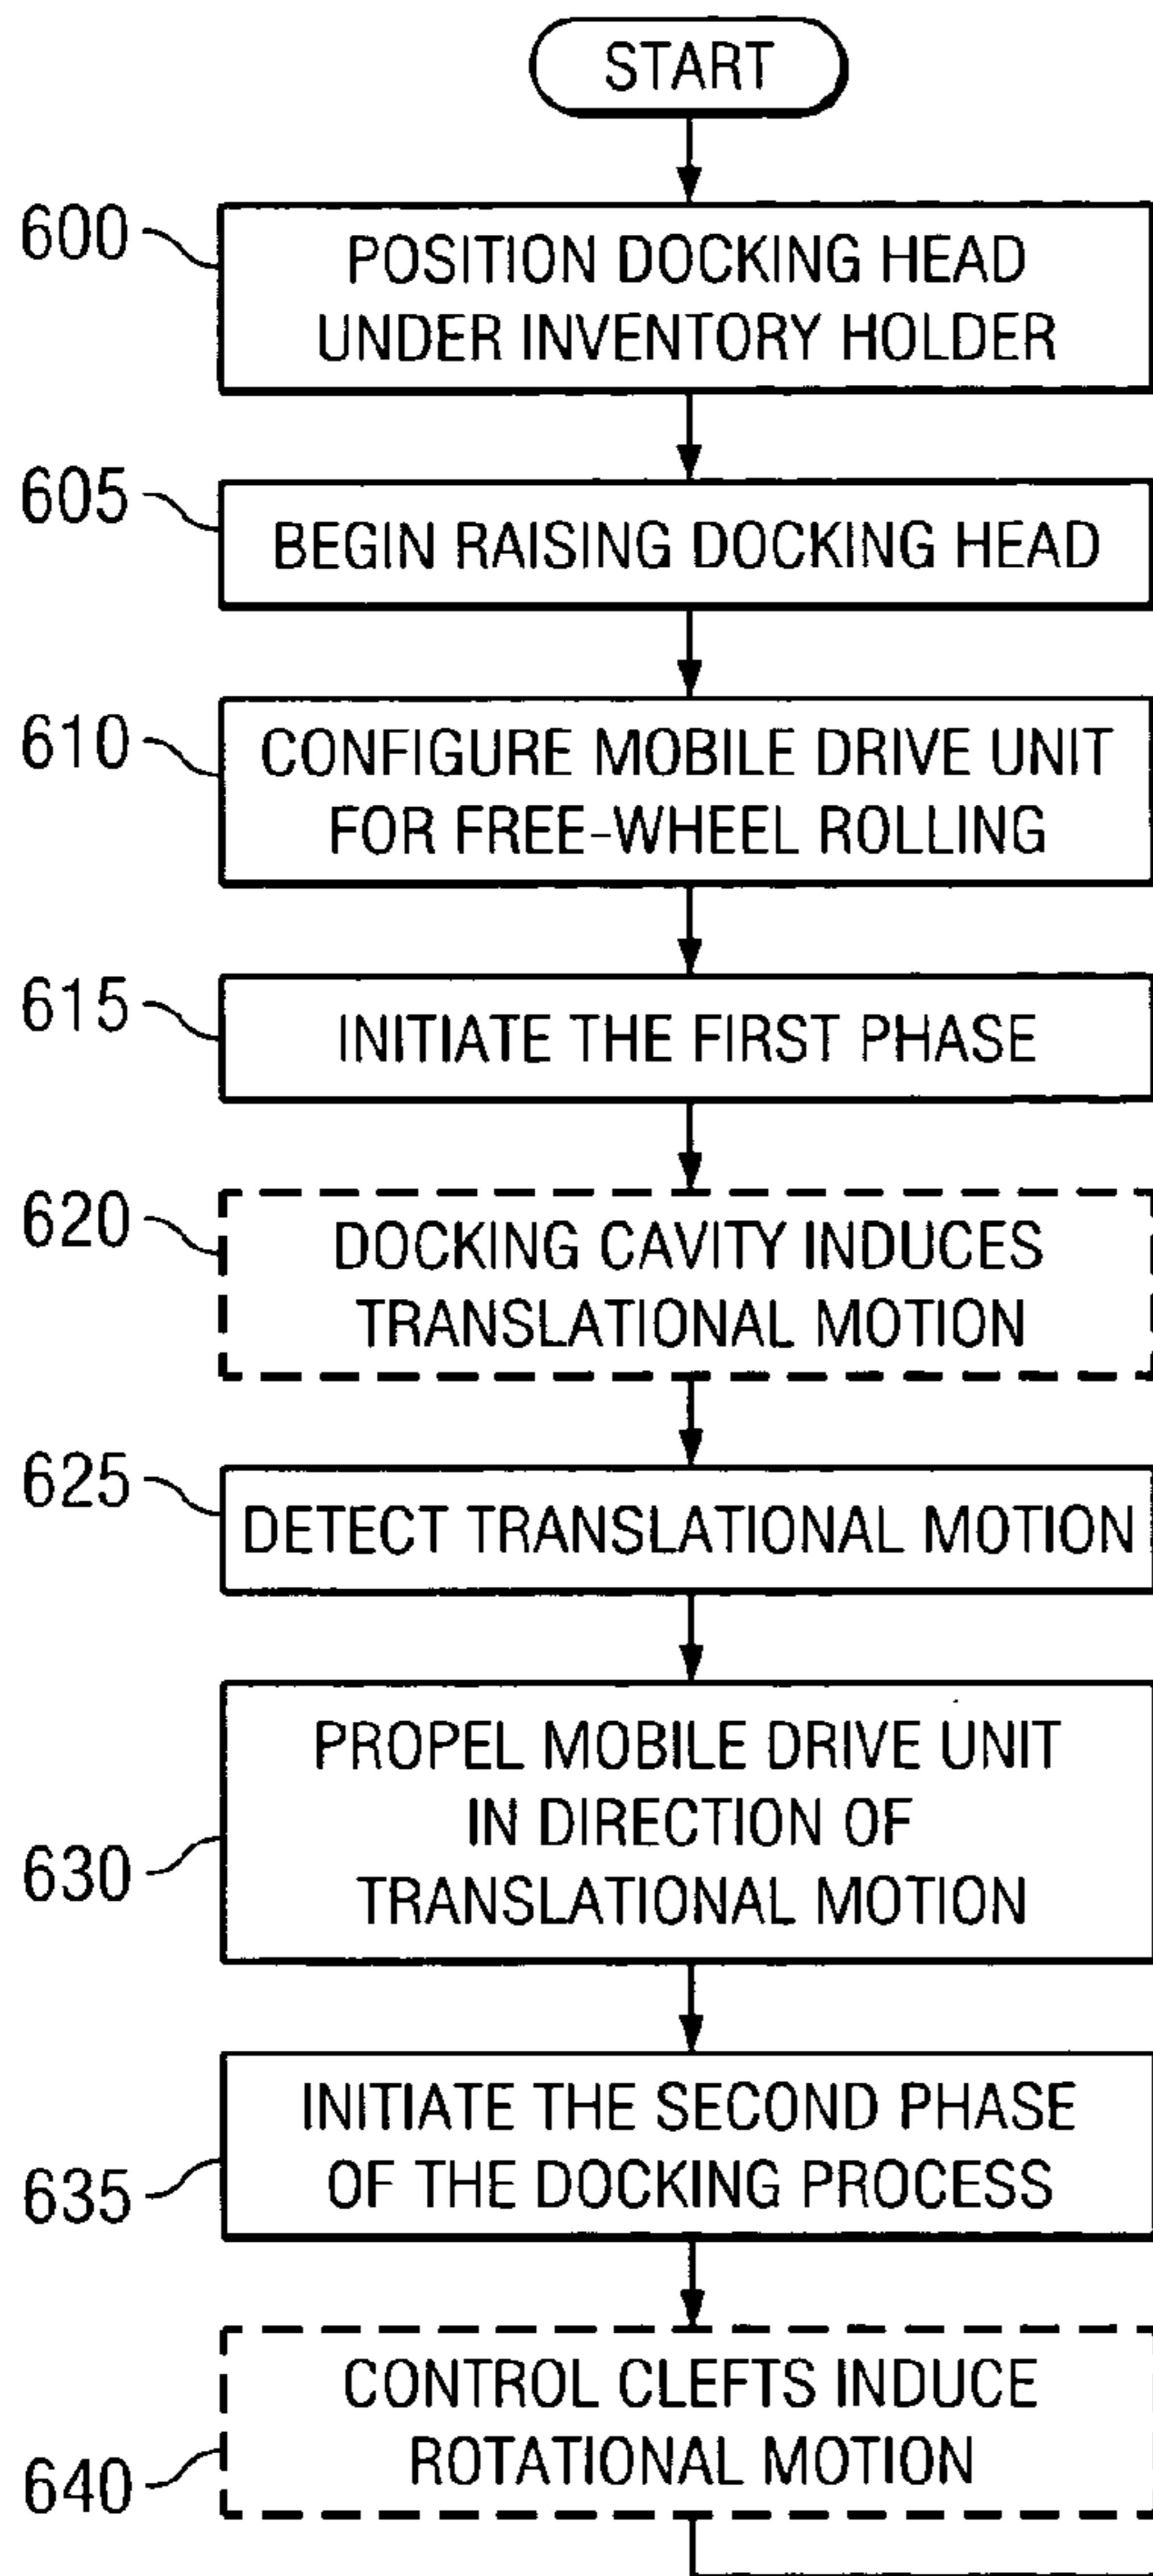 START
600
POSITION DOCKING HEAD
UNDER INVENTORY HOLDER
605
BEGIN RAISING DOCKING HEAD
610
CONFIGURE MOBILE DRIVE UNIT
FOR FREE-WHEEL ROLLING
615
INITIATE THE FIRST PHASE
620
DOCKING CAVITY INDUCES
TRANSLATIONAL MOTION
625
DETECT TRANSLATIONAL MOTION
630
PROPEL MOBILE DRIVE UNIT
IN DIRECTION OF
TRANSLATIONAL MOTION
635
INITIATE THE SECOND PHASE
OF THE DOCKING PROCESS
640
CONTROL CLEFTS INDUCE
ROTATIONAL MOTION